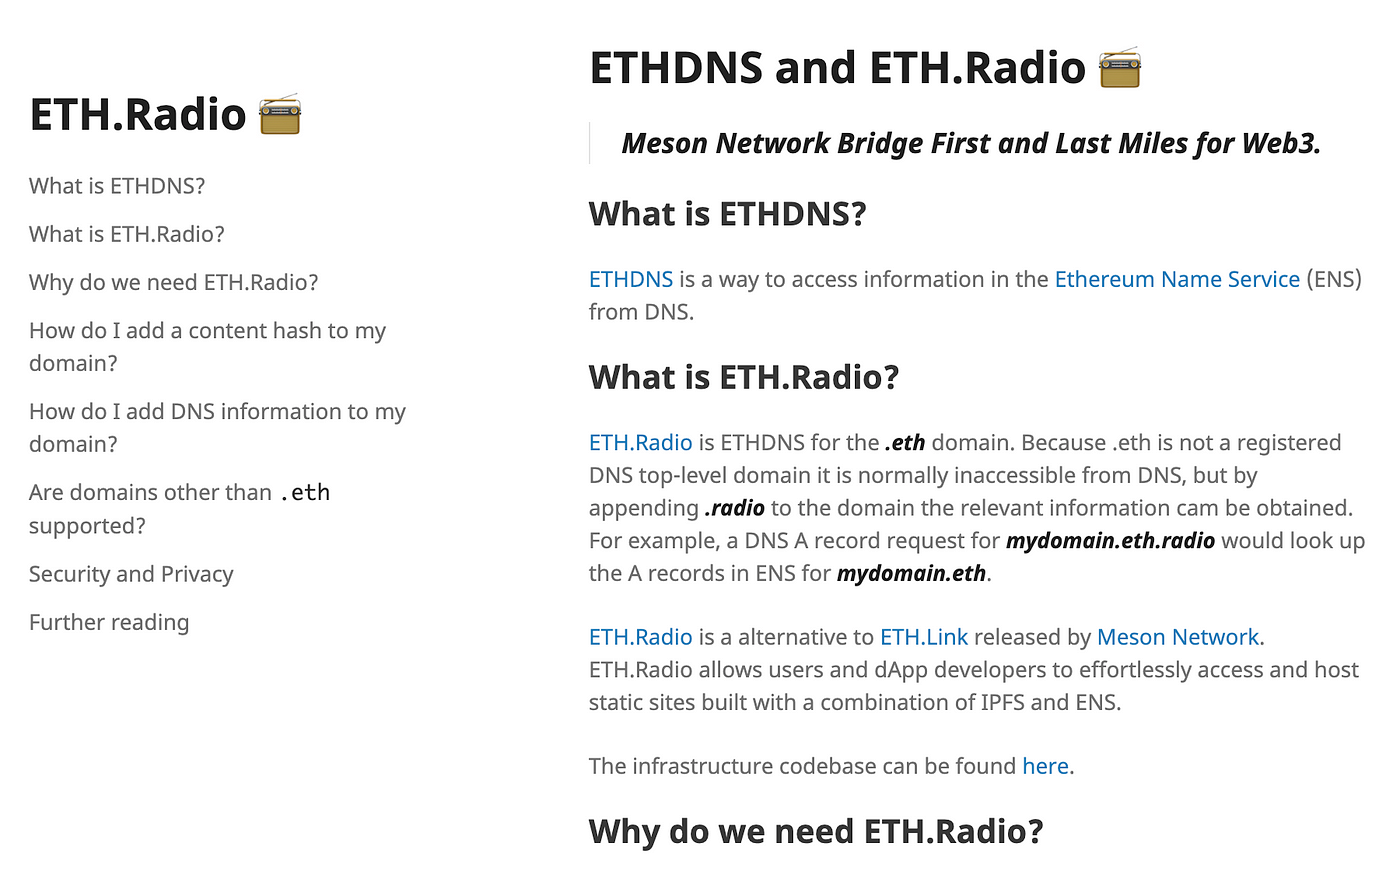 ETH.Radio 📻
What is ETHDNS?
What is ETH.Radio?
Why do we need ETH.Radio?
How do I add a content hash to my
domain?
How do I add DNS information to my
domain?
Are domains other than .eth
supported?
Security and Privacy
Further reading
ETHDNS and ETH.Radio 📻
Meson Network Bridge First and Last Miles for Web3.
What is ETHDNS?
ETHDNS is a way to access information in the Ethereum Name Service (ENS)
from DNS.
What is ETH.Radio?
ETH.Radio is ETHDNS for the .eth domain. Because .eth is not a registered
DNS top-level domain it is normally inaccessible from DNS, but by
appending .radio to the domain the relevant information cam be obtained.
For example, a DNS A record request for mydomain.eth.radio would look up
the A records in ENS for mydomain.eth.
ETH.Radio is a alternative to ETH.Link released by Meson Network.
ETH.Radio allows users and dApp developers to effortlessly access and host
static sites built with a combination of IPFS and ENS.
The infrastructure codebase can be found here.
Why do we need ETH.Radio?